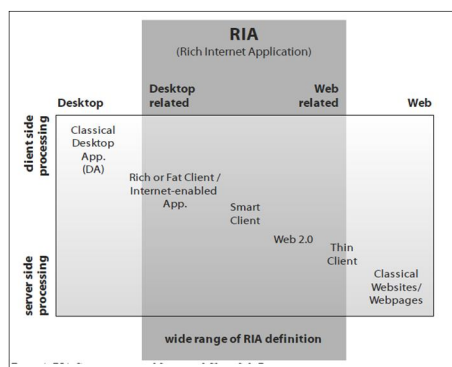 RIA
(Rich Internet Application)
Desktop
Desktop
related
Web
related
Web
client side
processing
server side
processing
Classical
Desktop
App.
(DA)
Rich or Fat Client /
Internet-enabled
App.
Smart
Client
Web 2.0
Thin
Client
Classical
Websites/
Webpages
wide range of RIA definition